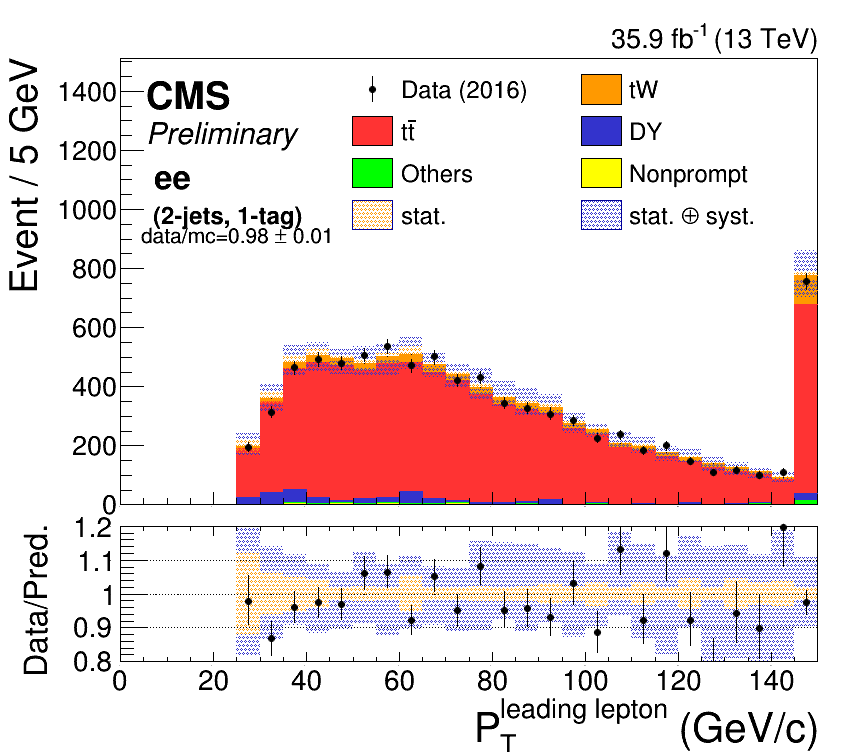 35.9 fb⁻¹ (13 TeV)
Event / 5 GeV
1400
1200
1000
800
600
400
200
0
CMS
Preliminary
ee
(2-jets, 1-tag)
data/mc=0.98 ± 0.01
Data (2016)
tW
tt̄
DY
Others
Nonprompt
stat.
stat. ⊕ syst.
Data/Pred.
1.2
1.1
1
0.9
0.8
0 20 40 60 80 100 120 140
P_T^leading lepton (GeV/c)